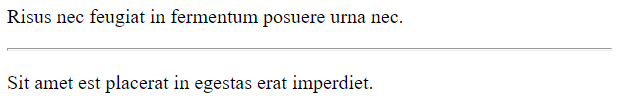 Risus nec feugiat in fermentum posuere urna nec.
Sit amet est placerat in egestas erat imperdiet.